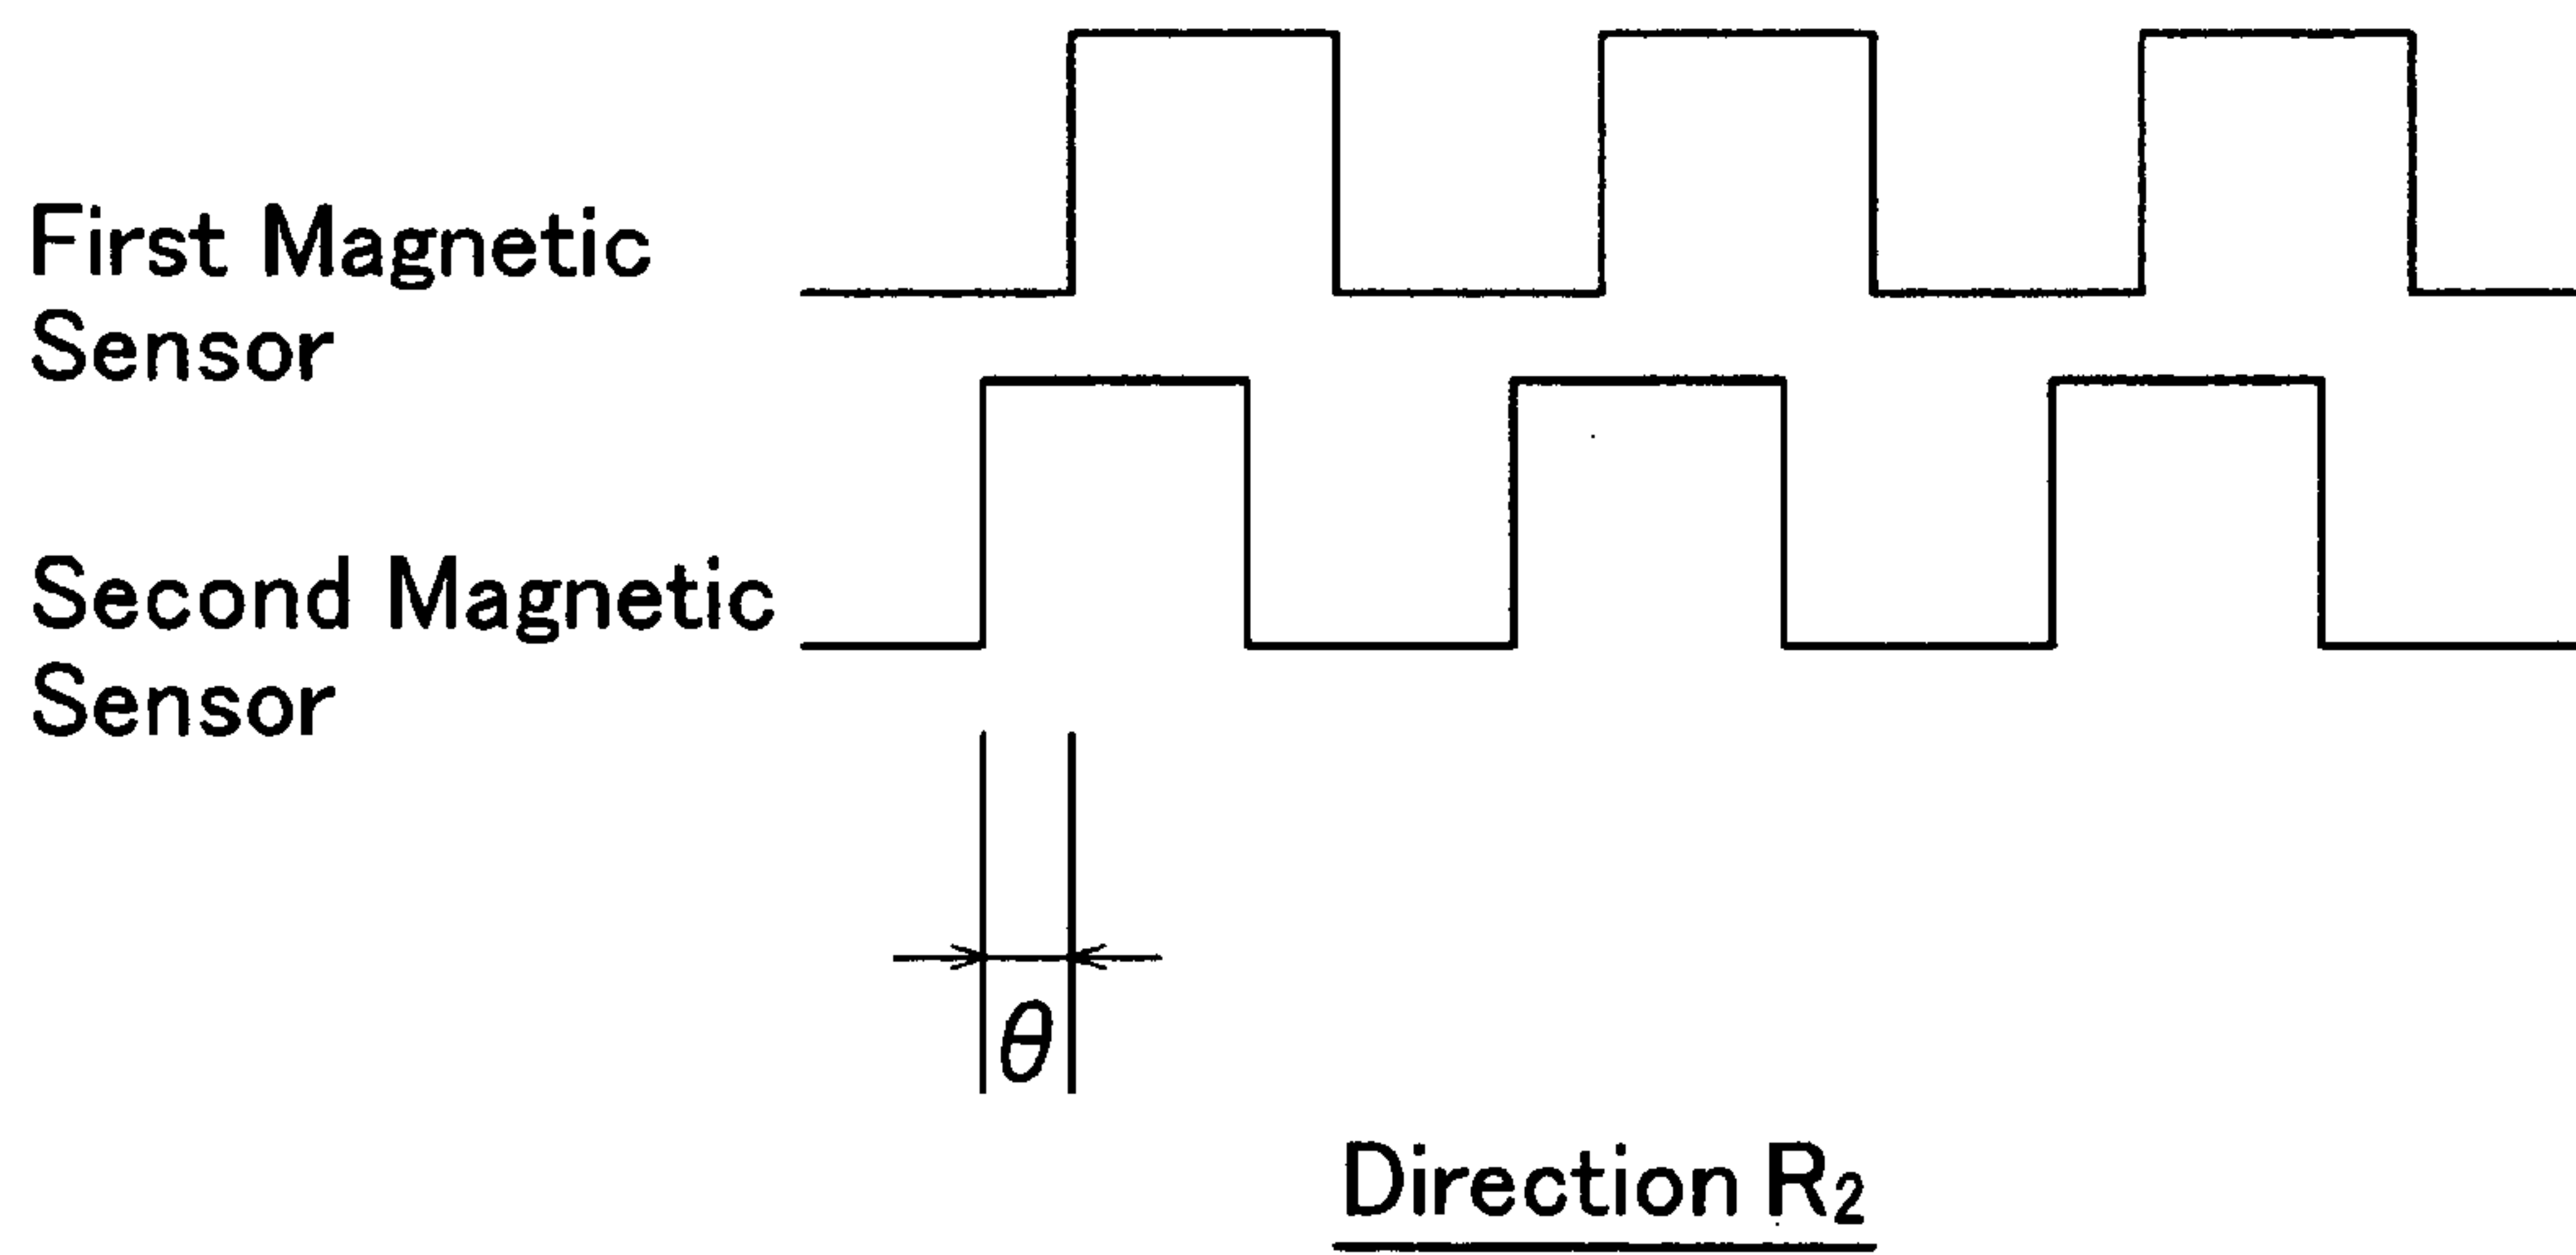 First Magnetic
Sensor
Second Magnetic
Sensor
θ
Direction R₂